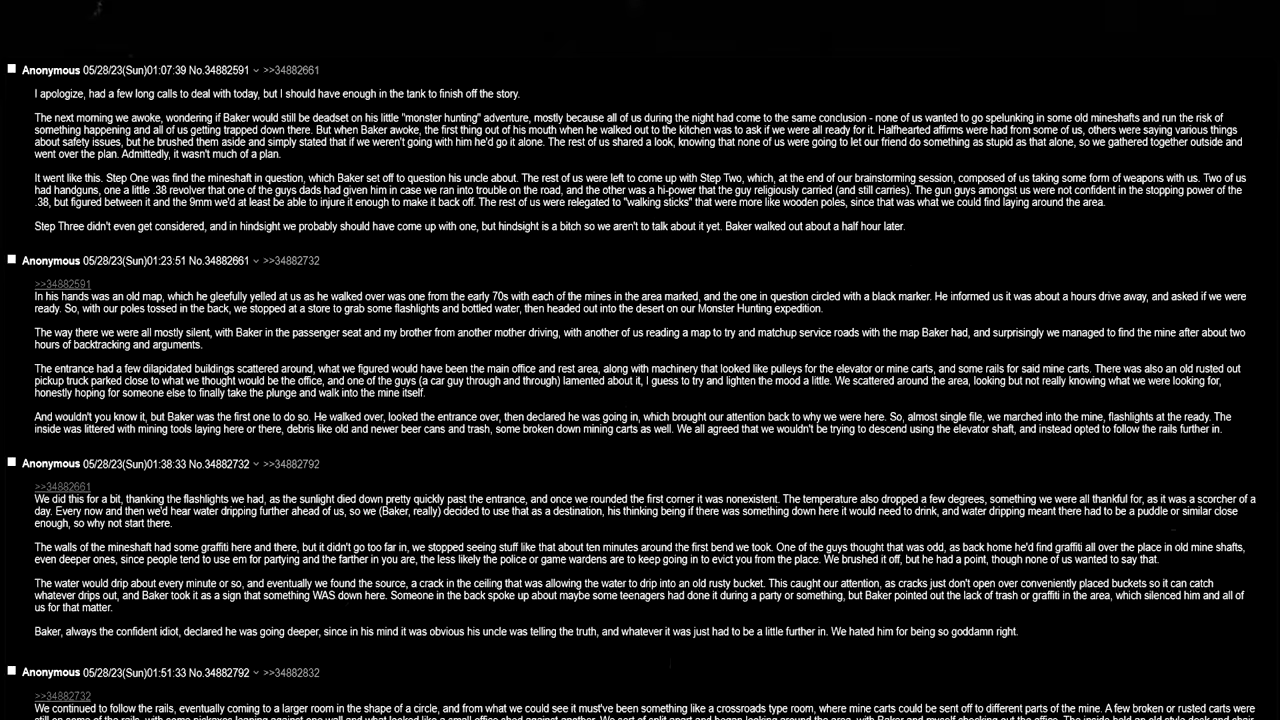 Anonymous 05/28/23(Sun)01:07:39 No.34882591 >>34882661
I apologize, had a few long calls to deal with today, but I should have enough in the tank to finish off the story.
The next morning we awoke, wondering if Baker would still be deadset on his little "monster hunting" adventure, mostly because all of us during the night had come to the same conclusion - none of us wanted to go spelunking in some old mineshafts and run the risk of
something happening and all of us getting trapped down there. But when Baker awoke, the first thing out of his mouth when he walked out to the kitchen was to ask if we were all ready for it. Halfhearted affirms were had from some of us, others were saying various things
about safety issues, but he brushed them aside and simply stated that if we weren't going with him he'd go it alone. The rest of us shared a look, knowing that none of us were going to let our friend do something as stupid as that alone, so we gathered together outside and
went over the plan. Admittedly, it wasn't much of a plan.
It went like this. Step One was find the mineshaft in question, which Baker set off to question his uncle about. The rest of us were left to come up with Step Two, which, at the end of our brainstorming session, composed of us taking some form of weapons with us. Two of us
had handguns, one a little .38 revolver that one of the guys dads had given him in case we ran into trouble on the road, and the other was a hi-power that the guy religiously carried (and still carries). The gun guys amongst us were not confident in the stopping power of the
.38, but figured between it and the 9mm we'd at least be able to injure it enough to make it back off. The rest of us were relegated to "walking sticks" that were more like wooden poles, since that was what we could find laying around the area.
Step Three didn't even get considered, and in hindsight we probably should have come up with one, but hindsight is a bitch so we aren't to talk about it yet. Baker walked out about a half hour later.
Anonymous 05/28/23(Sun)01:23:51 No.34882661 >>34882732
>>34882591
In his hands was an old map, which he gleefully yelled at us as he walked over was one from the early 70s with each of the mines in the area marked, and the one in question circled with a black marker. He informed us it was about a hours drive away, and asked if we were
ready. So, with our poles tossed in the back, we stopped at a store to grab some flashlights and bottled water, then headed out into the desert on our Monster Hunting expedition.
The way there we were all mostly silent, with Baker in the passenger seat and my brother from another mother driving, with another of us reading a map to try and matchup service roads with the map Baker had, and surprisingly we managed to find the mine after about two
hours of backtracking and arguments.
The entrance had a few dilapidated buildings scattered around, what we figured would have been the main office and rest area, along with machinery that looked like pulleys for the elevator or mine carts, and some rails for said mine carts. There was also an old rusted out
pickup truck parked close to what we thought would be the office, and one of the guys (a car guy through and through) lamented about it, I guess to try and lighten the mood a little. We scattered around the area, looking but not really knowing what we were looking for,
honestly hoping for someone else to finally take the plunge and walk into the mine itself.
And wouldn't you know it, but Baker was the first one to do so. He walked over, looked the entrance over, then declared he was going in, which brought our attention back to why we were here. So, almost single file, we marched into the mine, flashlights at the ready. The
inside was littered with mining tools laying here or there, debris like old and newer beer cans and trash, some broken down mining carts as well. We all agreed that we wouldn't be trying to descend using the elevator shaft, and instead opted to follow the rails further in.
Anonymous 05/28/23(Sun)01:38:33 No.34882732 >>34882792
>>34882661
We did this for a bit, thanking the flashlights we had, as the sunlight died down pretty quickly past the entrance, and once we rounded the first corner it was nonexistent. The temperature also dropped a few degrees, something we were all thankful for, as it was a scorcher of a
day. Every now and then we'd hear water dripping further ahead of us, so we (Baker, really) decided to use that as a destination, his thinking being if there was something down here it would need to drink, and water dripping meant there had to be a puddle or similar close
enough, so why not start there.
The walls of the mineshaft had some graffiti here and there, but it didn't go too far in, we stopped seeing stuff like that about ten minutes around the first bend we took. One of the guys thought that was odd, as back home he'd find graffiti all over the place in old mine shafts,
even deeper ones, since people tend to use em for partying and the farther in you are, the less likely the police or game wardens are to keep going in to evict you from the place. We brushed it off, but he had a point, though none of us wanted to say that.
The water would drip about every minute or so, and eventually we found the source, a crack in the ceiling that was allowing the water to drip into an old rusty bucket. This caught our attention, as cracks just don't open over conveniently placed buckets so it can catch
whatever drips out, and Baker took it as a sign that something WAS down here. Someone in the back spoke up about maybe some teenagers had done it during a party or something, but Baker pointed out the lack of trash or graffiti in the area, which silenced him and all of
us for that matter.
Baker, always the confident idiot, declared he was going deeper, since in his mind it was obvious his uncle was telling the truth, and whatever it was just had to be a little further in. We hated him for being so goddamn right.
Anonymous 05/28/23(Sun)01:51:33 No.34882792 >>34882832
>>34882732
We continued to follow the rails, eventually coming to a larger room in the shape of a circle, and from what we could see it must've been something like a crossroads type room, where mine carts could be sent off to different parts of the mine. A few broken or rusted carts were
still on some of the rails, with some pickaxes leaning against one wall and what looked like a small office shed against another. We sort of split apart and began looking around the area, with Baker and myself checking out the office. The inside held an old style desk and chair